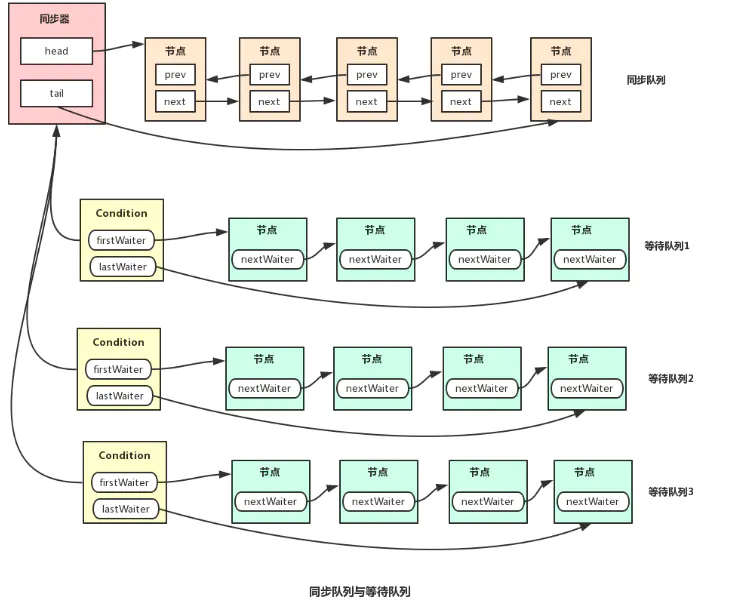 同步器
head
tail
节点 节点 节点 节点 节点
prev prev prev prev prev
next next next next next
同步队列
Condition
firstWaiter
lastWaiter
节点 节点 节点 节点
nextWaiter nextWaiter nextWaiter nextWaiter
等待队列1
Condition
firstWaiter
lastWaiter
节点 节点 节点 节点
nextWaiter nextWaiter nextWaiter nextWaiter
等待队列2
Condition
firstWaiter
lastWaiter
节点 节点 节点 节点
nextWaiter nextWaiter nextWaiter nextWaiter
等待队列3
同步队列与等待队列